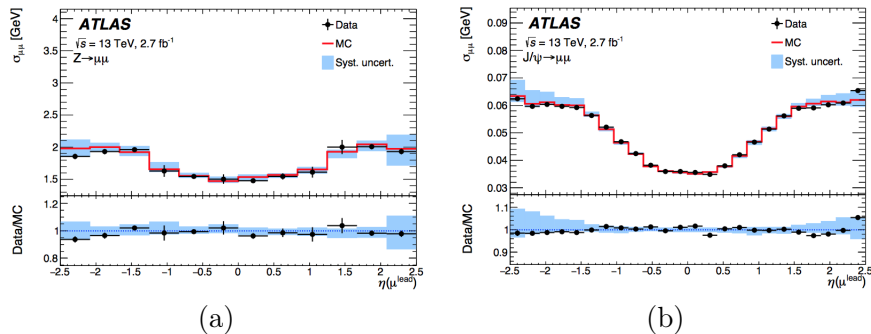 ATLAS
√s = 13 TeV, 2.7 fb⁻¹
Z→μμ
Data
MC
Syst. uncert.
σμμ [GeV]
4
3.5
3
2.5
2
1.5
Data/MC
1.2
1
0.8
−2.5 −2 −1.5 −1 −0.5 0 0.5 1 1.5 2 2.5
η(μ^lead)
(a)
ATLAS
√s = 13 TeV, 2.7 fb⁻¹
J/ψ→μμ
Data
MC
Syst. uncert.
σμμ [GeV]
0.09
0.08
0.07
0.06
0.05
0.04
0.03
Data/MC
1.1
1
0.9
−2.5 −2 −1.5 −1 −0.5 0 0.5 1 1.5 2 2.5
η(μ^lead)
(b)